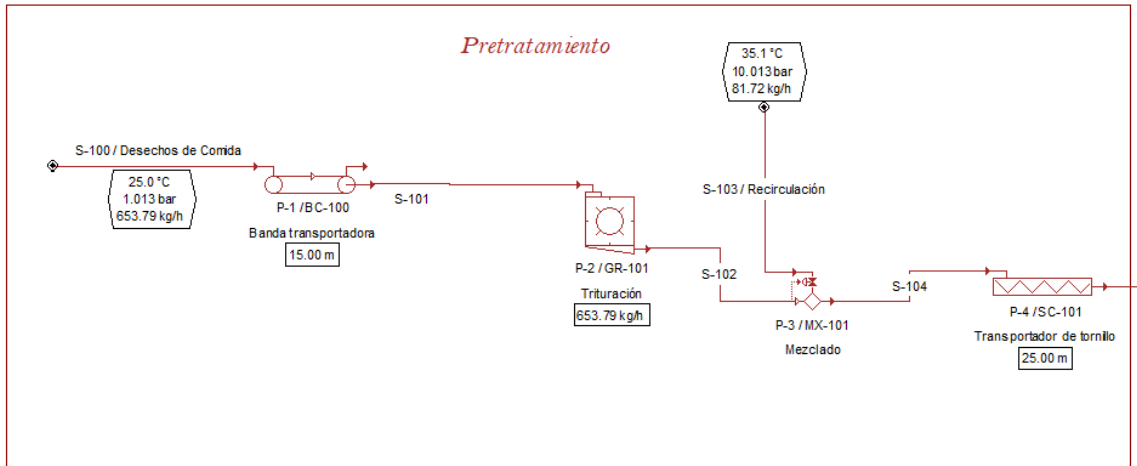 Pretratamiento
35.1 °C
10.013 bar
81.72 kg/h
S-100 / Desechos de Comida
25.0 °C
1.013 bar
653.79 kg/h
P-1 / BC-100
Banda transportadora
15.00 m
S-101
P-2 / GR-101
Trituración
653.79 kg/h
S-102
S-103 / Recirculación
P-3 / MX-101
Mezclado
S-104
P-4 / SC-101
Transportador de tornillo
25.00 m